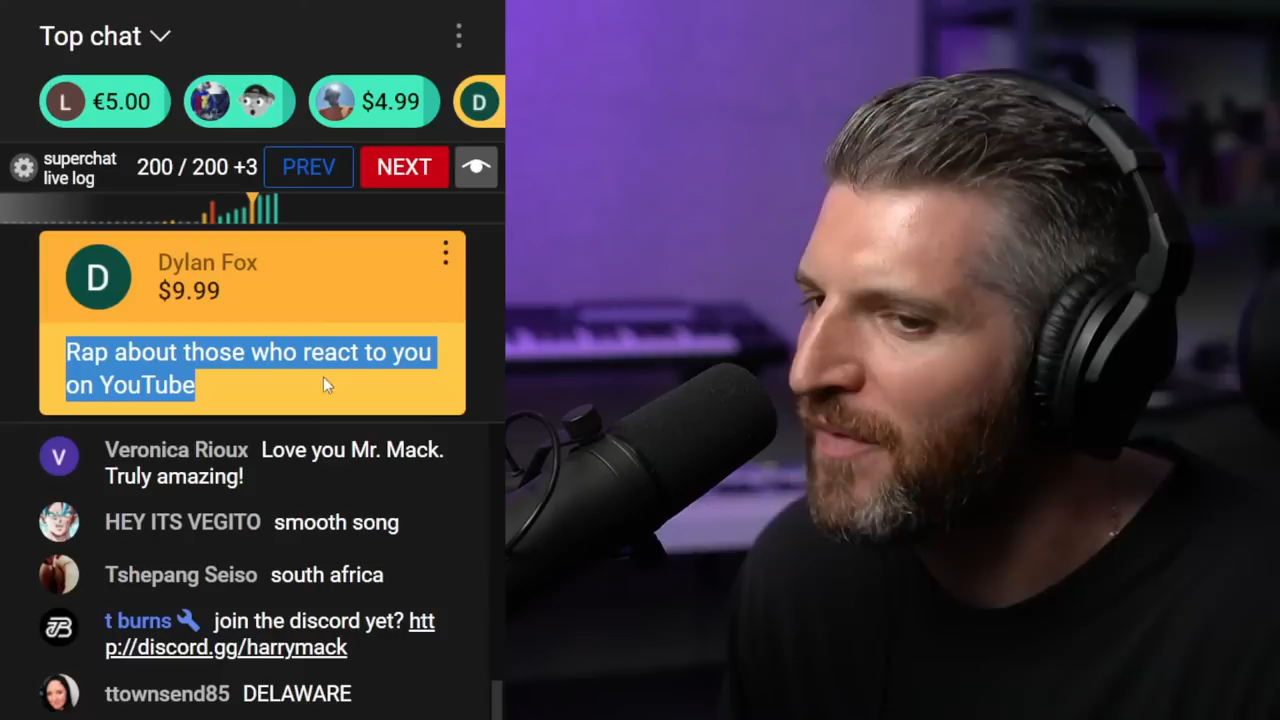 Top chat
L €5.00 $4.99 D
superchat
live log
200 / 200 +3 PREV NEXT
D
Dylan Fox
$9.99
Rap about those who react to you
on YouTube
V Veronica Rioux Love you Mr. Mack.
Truly amazing!
HEY ITS VEGITO smooth song
Tshepang Seiso south africa
t burns join the discord yet? htt
p://discord.gg/harrymack
ttownsend85 DELAWARE